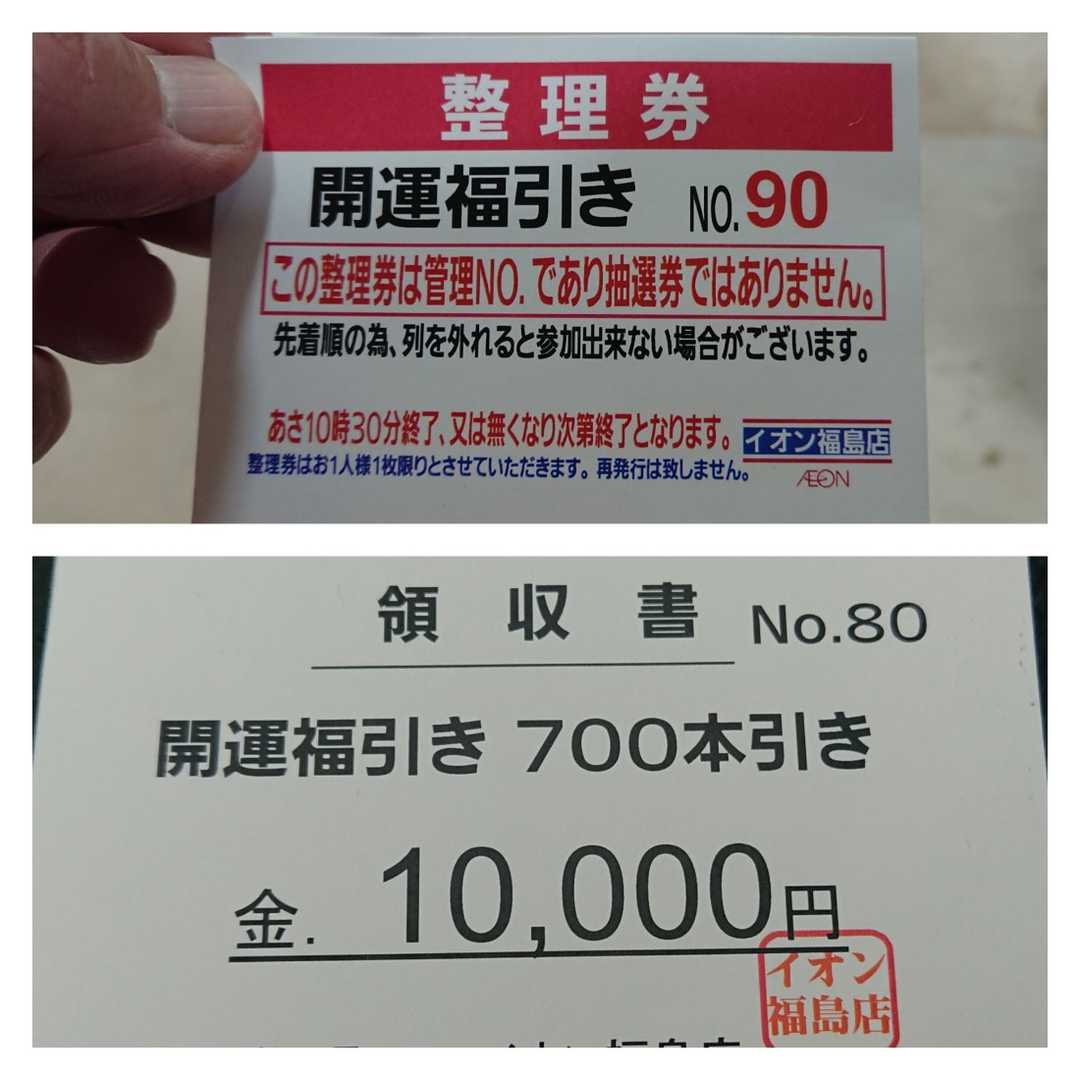 整理券
開運福引き NO.90
この整理券は管理NO.であり抽選券ではありません。
先着順の為、列を外れると参加出来ない場合がございます。
あさ10時30分終了、又は無くなり次第終了となります。
整理券はお1人様1枚限りとさせていただきます。再発行は致しません。
イオン福島店
ÆON
領収書 No.80
開運福引き 700本引き
金. 10,000円
イオン
福島店